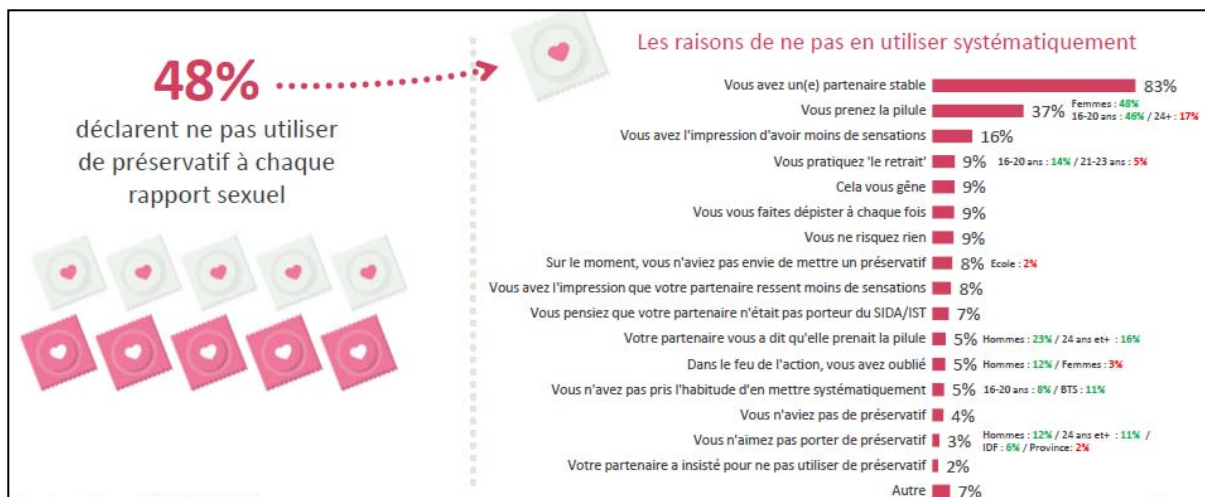 48%
déclarent ne pas utiliser
de préservatif à chaque
rapport sexuel
Les raisons de ne pas en utiliser systématiquement
Vous avez un(e) partenaire stable 83%
Vous prenez la pilule 37% Femmes : 48%
16-20 ans : 46% / 24+ : 17%
Vous avez l'impression d'avoir moins de sensations 16%
Vous pratiquez 'le retrait' 9% 16-20 ans : 14% / 21-23 ans : 5%
Cela vous gêne 9%
Vous vous faites dépister à chaque fois 9%
Vous ne risquez rien 9%
Sur le moment, vous n'aviez pas envie de mettre un préservatif 8% Ecole : 2%
Vous avez l'impression que votre partenaire ressent moins de sensations 8%
Vous pensiez que votre partenaire n'était pas porteur du SIDA/IST 7%
Votre partenaire vous a dit qu'elle prenait la pilule 5% Hommes : 23% / 24 ans et+ : 16%
Dans le feu de l'action, vous avez oublié 5% Hommes : 12% / Femmes : 3%
Vous n'avez pas pris l'habitude d'en mettre systématiquement 5% 16-20 ans : 8% / BTS : 11%
Vous n'aviez pas de préservatif 4%
Vous n'aimez pas porter de préservatif 3% Hommes : 12% / 24 ans et+ : 11% /
IDF : 6% / Province: 2%
Votre partenaire a insisté pour ne pas utiliser de préservatif 2%
Autre 7%